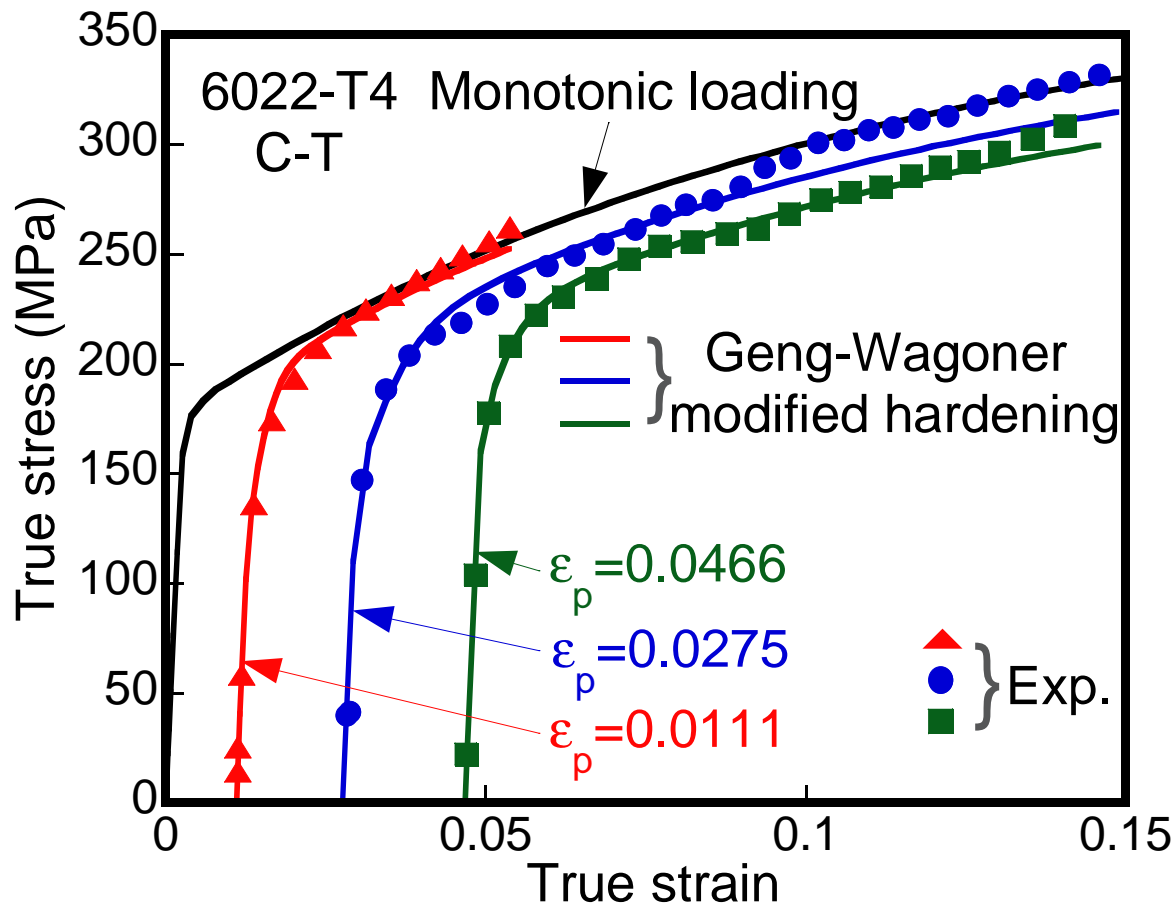 350
300
250
200
150
100
50
0
True stress (MPa)
6022-T4 Monotonic loading
C-T
Geng-Wagoner
modified hardening
εp=0.0466
εp=0.0275
εp=0.0111
Exp.
0 0.05 0.1 0.15
True strain